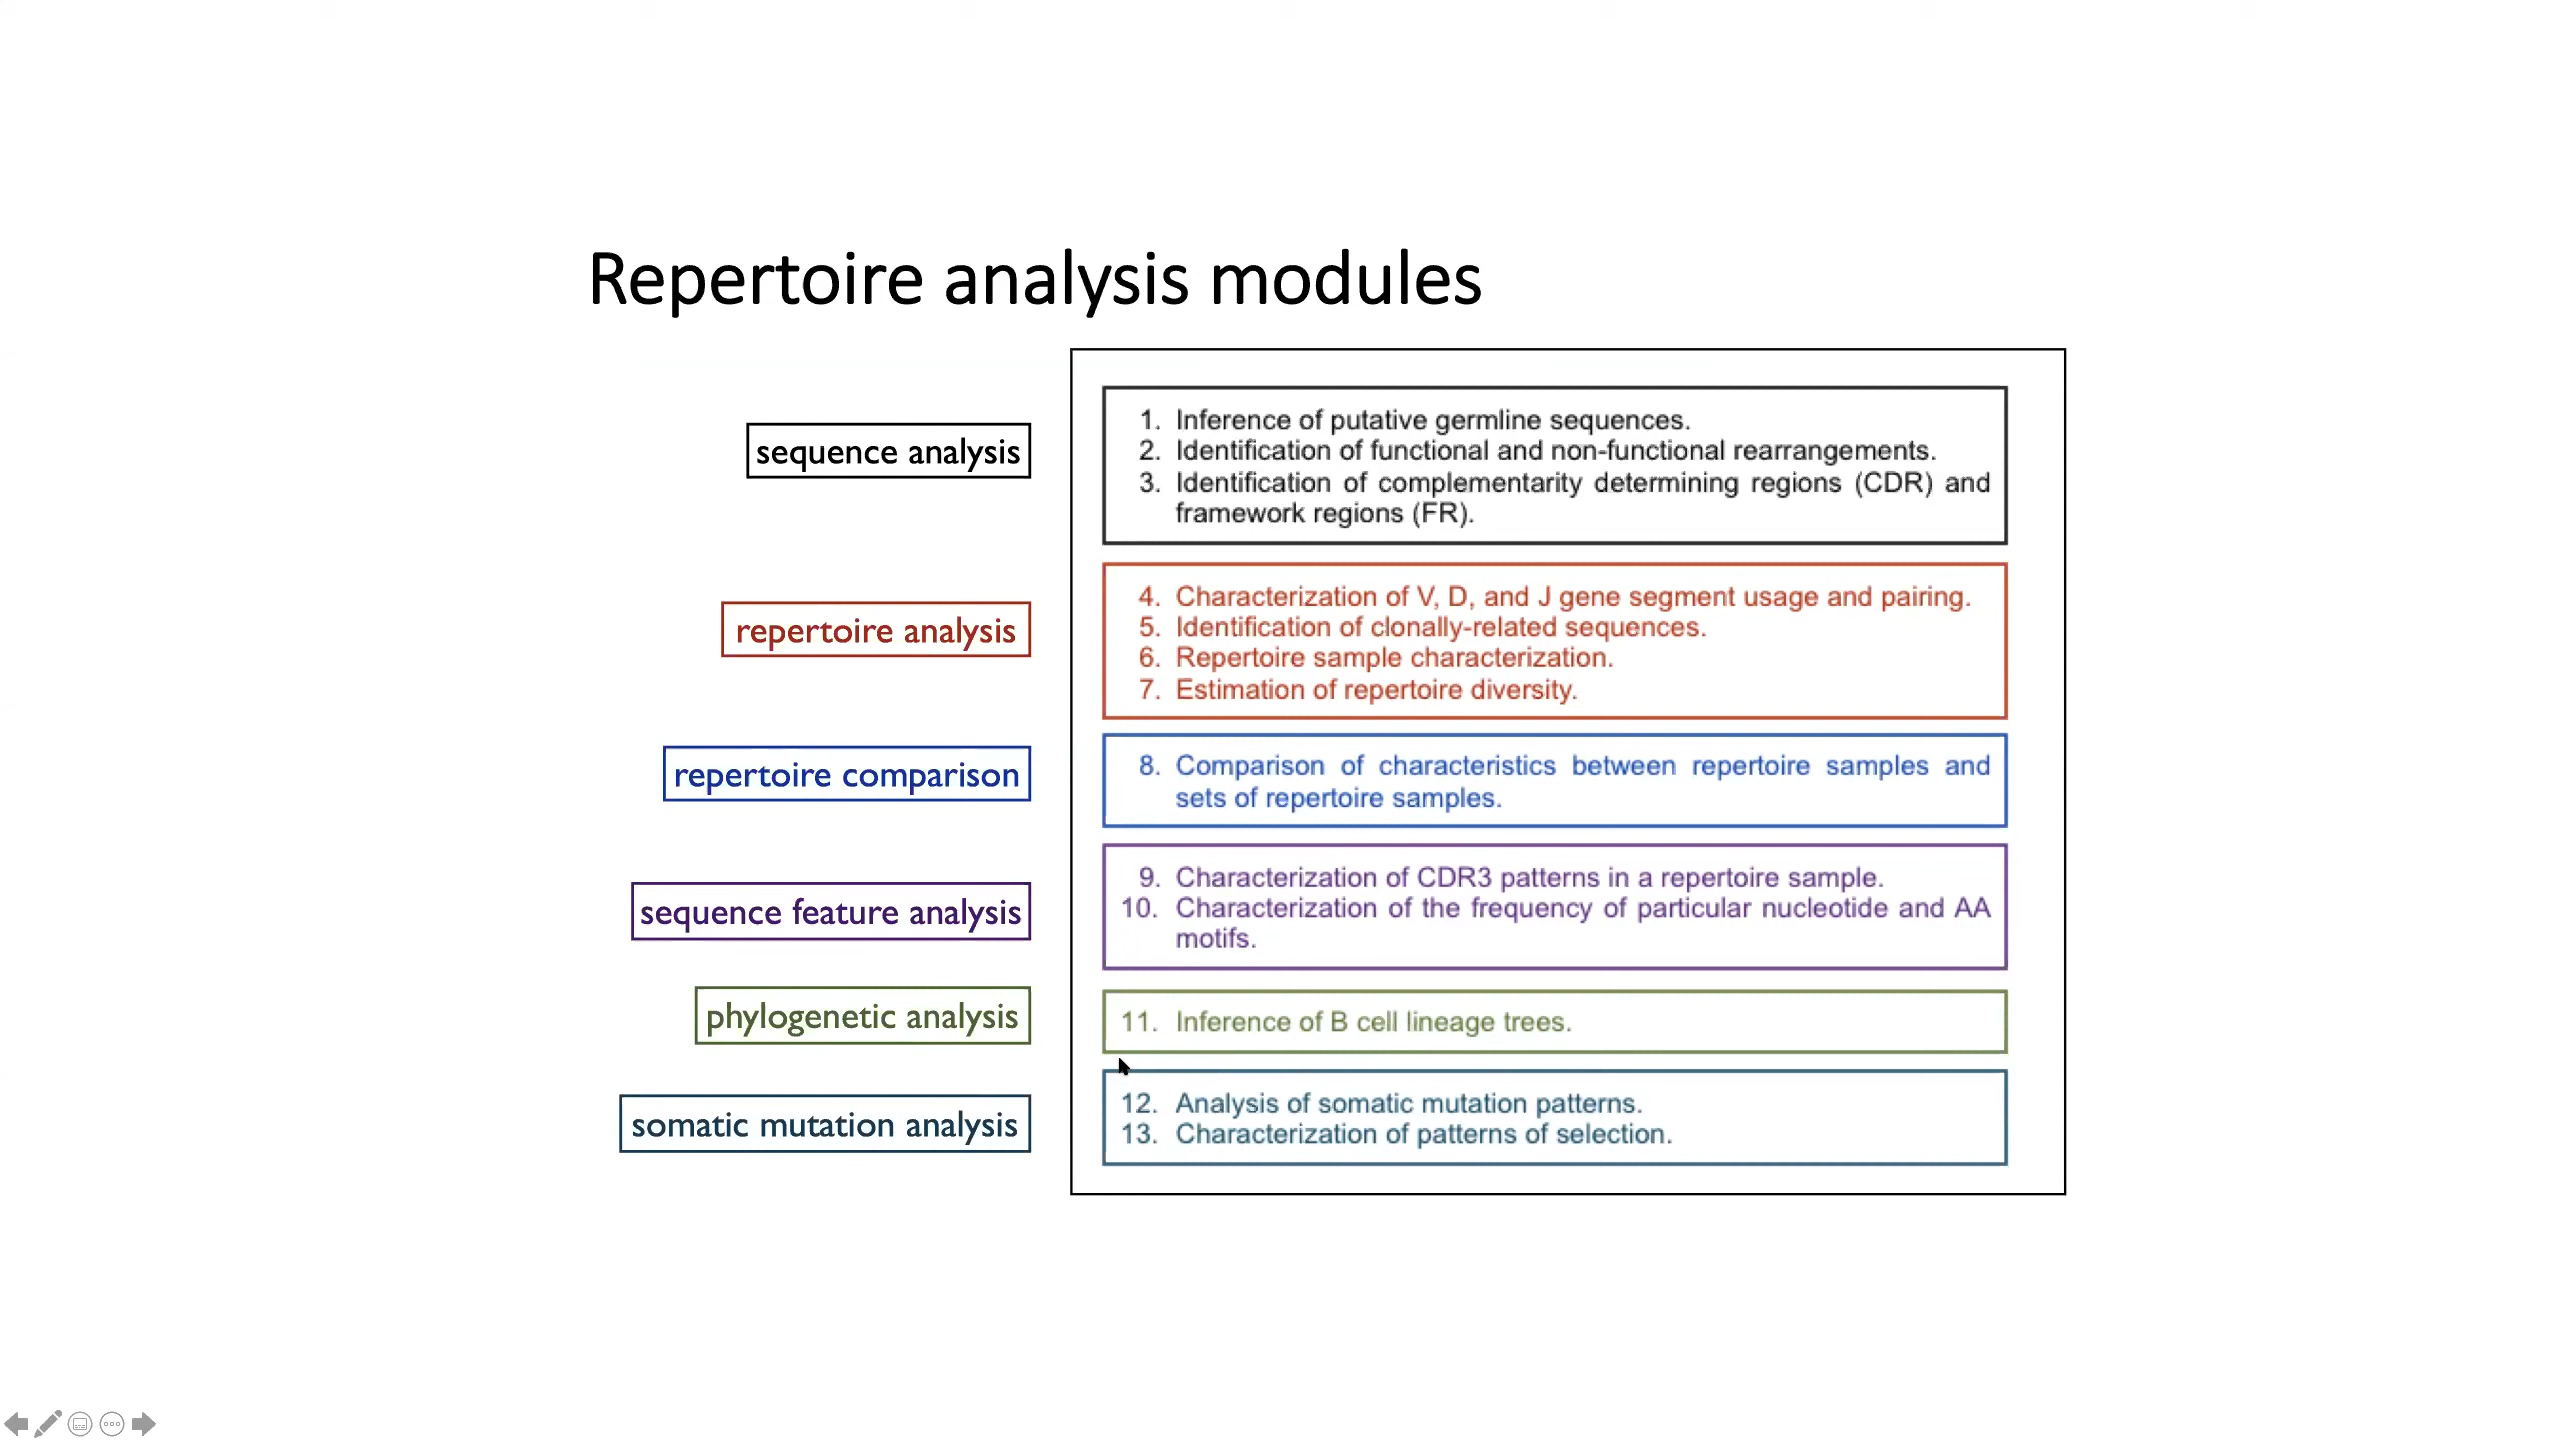 Repertoire analysis modules
sequence analysis
1. Inference of putative germline sequences.
2. Identification of functional and non-functional rearrangements.
3. Identification of complementarity determining regions (CDR) and
framework regions (FR).
repertoire analysis
4. Characterization of V, D, and J gene segment usage and pairing.
5. Identification of clonally-related sequences.
6. Repertoire sample characterization.
7. Estimation of repertoire diversity.
repertoire comparison
8. Comparison of characteristics between repertoire samples and
sets of repertoire samples.
sequence feature analysis
9. Characterization of CDR3 patterns in a repertoire sample.
10. Characterization of the frequency of particular nucleotide and AA
motifs.
phylogenetic analysis
11. Inference of B cell lineage trees.
somatic mutation analysis
12. Analysis of somatic mutation patterns.
13. Characterization of patterns of selection.